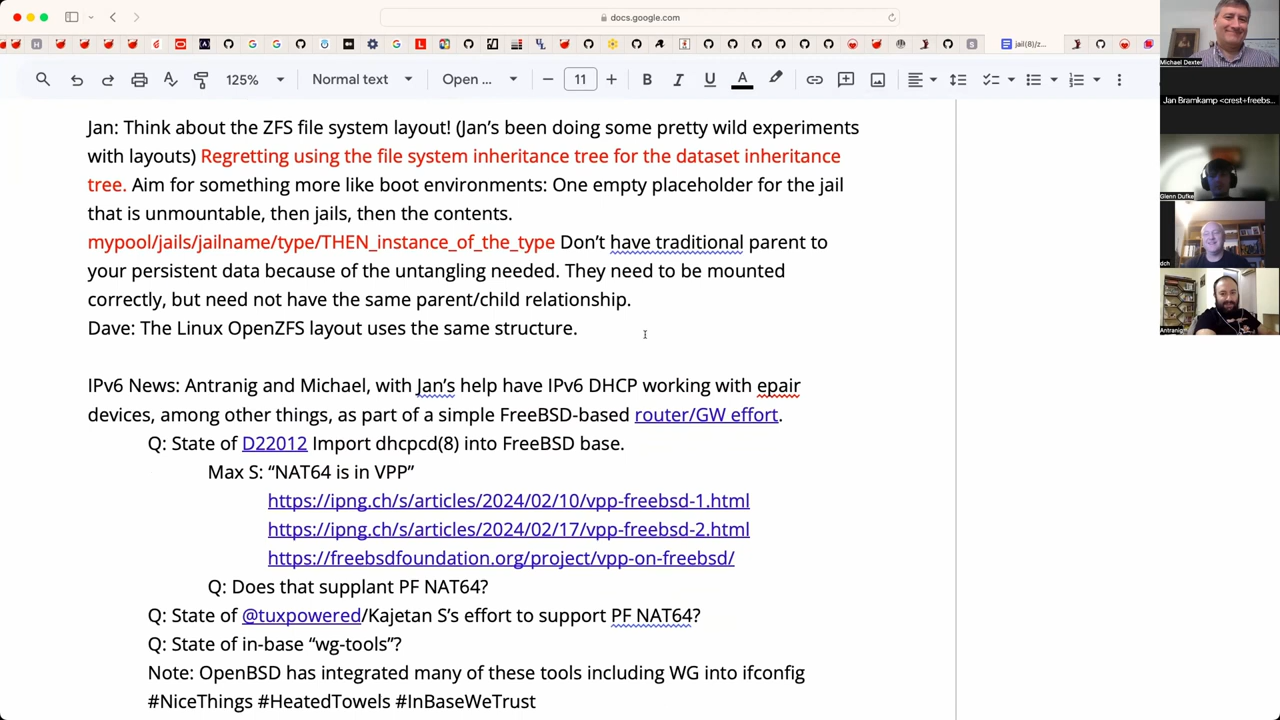 docs.google.com
jail(8)/z...
125%
Normal text
Open ...
11
Jan: Think about the ZFS file system layout! (Jan's been doing some pretty wild experiments
with layouts) Regretting using the file system inheritance tree for the dataset inheritance
tree. Aim for something more like boot environments: One empty placeholder for the jail
that is unmountable, then jails, then the contents.
mypool/jails/jailname/type/THEN_instance_of_the_type Don't have traditional parent to
your persistent data because of the untangling needed. They need to be mounted
correctly, but need not have the same parent/child relationship.
Dave: The Linux OpenZFS layout uses the same structure.
IPv6 News: Antranig and Michael, with Jan's help have IPv6 DHCP working with epair
devices, among other things, as part of a simple FreeBSD-based router/GW effort.
Q: State of D22012 Import dhcpcd(8) into FreeBSD base.
Max S: “NAT64 is in VPP”
https://ipng.ch/s/articles/2024/02/10/vpp-freebsd-1.html
https://ipng.ch/s/articles/2024/02/17/vpp-freebsd-2.html
https://freebsdfoundation.org/project/vpp-on-freebsd/
Q: Does that supplant PF NAT64?
Q: State of @tuxpowered/Kajetan S's effort to support PF NAT64?
Q: State of in-base “wg-tools”?
Note: OpenBSD has integrated many of these tools including WG into ifconfig
#NiceThings #HeatedTowels #InBaseWeTrust
Michael Dexter
Jan Bramkamp <crest+freebs...
Glenn Dufke
dch
Antranig